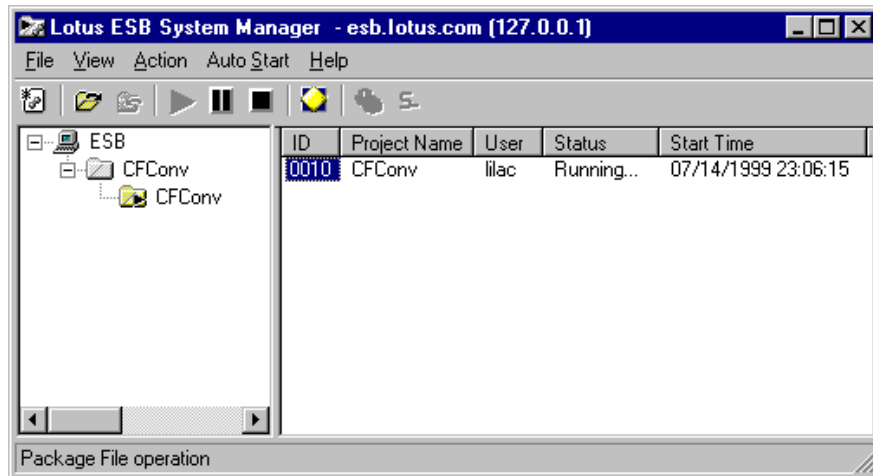 Lotus ESB System Manager - esb.lotus.com (127.0.0.1)
File View Action Auto Start Help
ESB
CFConv
CFConv
ID Project Name User Status Start Time
0010 CFConv lilac Running... 07/14/1999 23:06:15
Package File operation